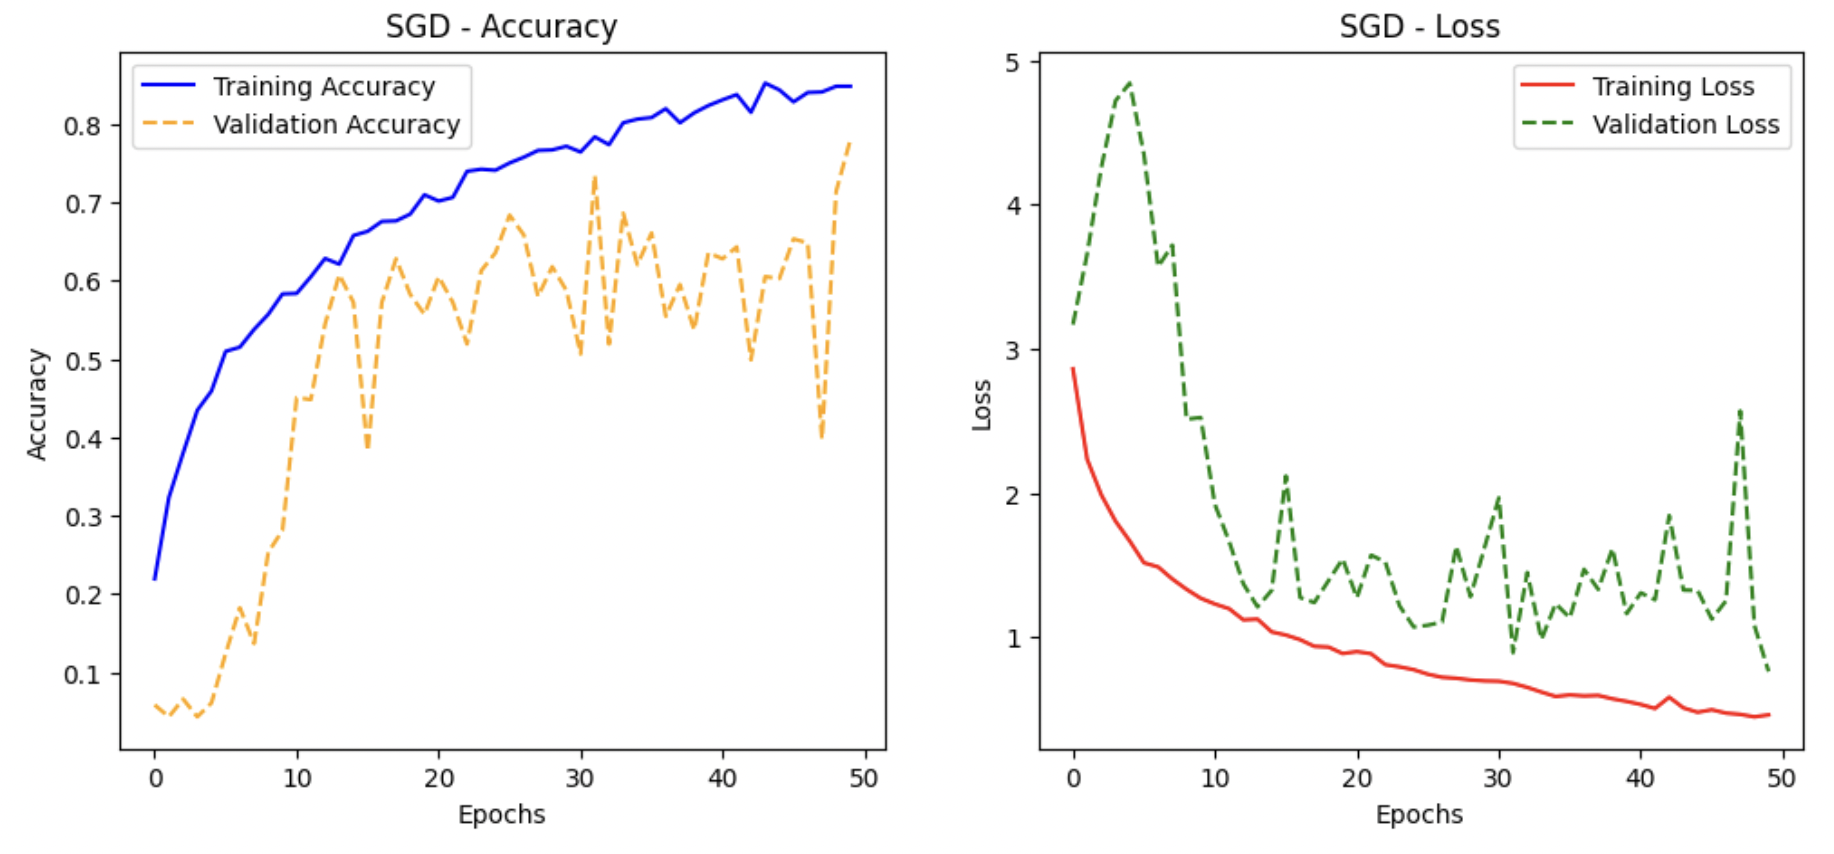 SGD - Accuracy
Training Accuracy
Validation Accuracy
Accuracy
0.8
0.7
0.6
0.5
0.4
0.3
0.2
0.1
0 10 20 30 40 50
Epochs
SGD - Loss
Training Loss
Validation Loss
Loss
5
4
3
2
1
0 10 20 30 40 50
Epochs